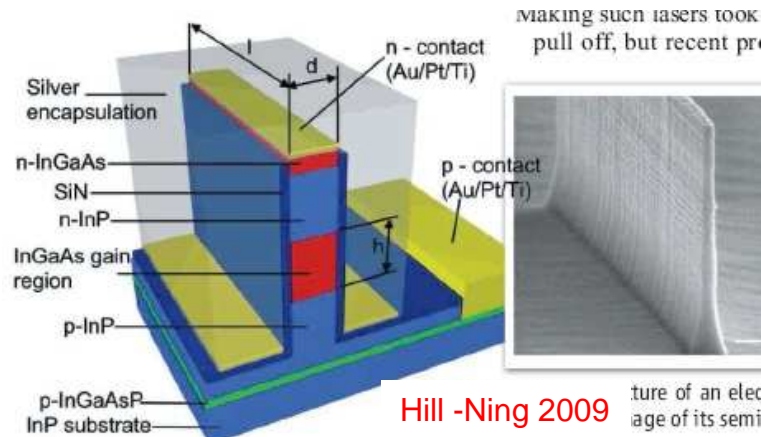 Making such lasers took
pull off, but recent pro
n - contact
(Au/Pt/Ti)
l
d
Silver
encapsulation
n-InGaAs
SiN
n-InP
p - contact
(Au/Pt/Ti)
h
InGaAs gain
region
p-InP
p-InGaAsP
InP substrate
Hill -Ning 2009
ture of an elec
age of its semi